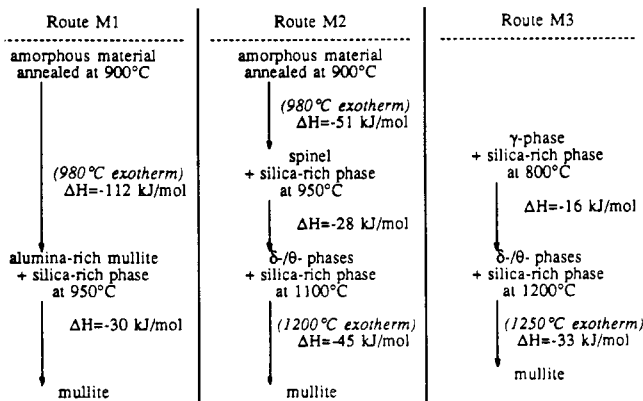 Route M1
amorphous material
annealed at 900°C
(980°C exotherm)
ΔH=-112 kJ/mol
alumina-rich mullite
+ silica-rich phase
at 950°C
ΔH=-30 kJ/mol
mullite
Route M2
amorphous material
annealed at 900°C
(980°C exotherm)
ΔH=-51 kJ/mol
spinel
+ silica-rich phase
at 950°C
ΔH=-28 kJ/mol
δ-/θ- phases
+ silica-rich phase
at 1100°C
(1200°C exotherm)
ΔH=-45 kJ/mol
mullite
Route M3
γ-phase
+ silica-rich phase
at 800°C
ΔH=-16 kJ/mol
δ-/θ- phases
+ silica-rich phase
at 1200°C
(1250°C exotherm)
ΔH=-33 kJ/mol
mullite